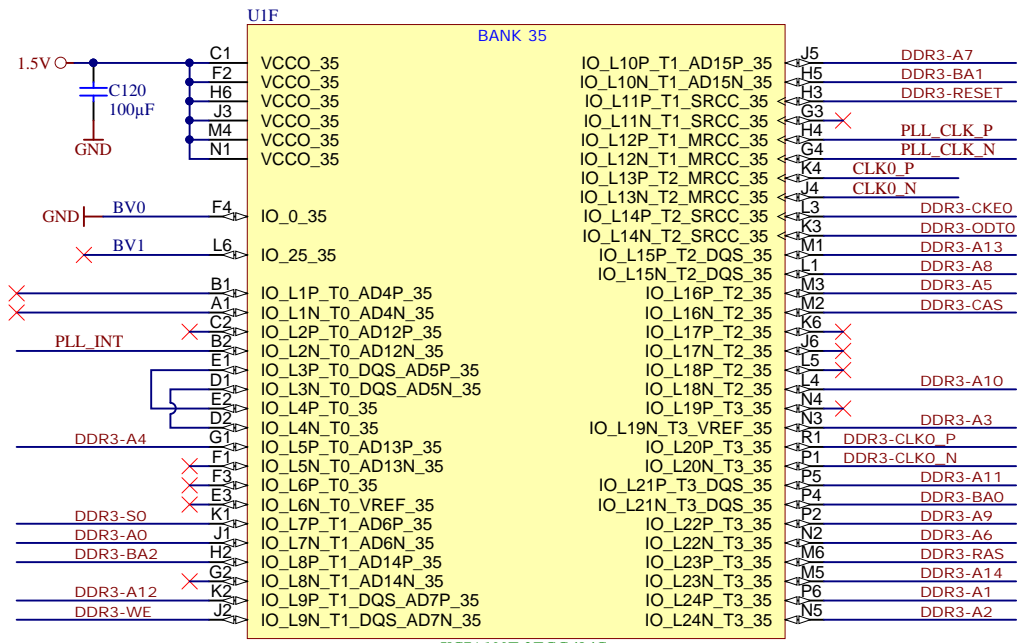 U1F
BANK 35
1.5V
C120
100µF
GND
C1 VCCO_35
F2 VCCO_35
H6 VCCO_35
J3 VCCO_35
M4 VCCO_35
N1 VCCO_35
GND BV0 F4 IO_0_35
BV1 L6 IO_25_35
B1 IO_L1P_T0_AD4P_35
A1 IO_L1N_T0_AD4N_35
C2 IO_L2P_T0_AD12P_35
PLL_INT B2 IO_L2N_T0_AD12N_35
E1 IO_L3P_T0_DQS_AD5P_35
D1 IO_L3N_T0_DQS_AD5N_35
E2 IO_L4P_T0_35
D2 IO_L4N_T0_35
DDR3-A4 G1 IO_L5P_T0_AD13P_35
F1 IO_L5N_T0_AD13N_35
F3 IO_L6P_T0_35
E3 IO_L6N_T0_VREF_35
DDR3-S0 K1 IO_L7P_T1_AD6P_35
DDR3-A0 J1 IO_L7N_T1_AD6N_35
DDR3-BA2 H2 IO_L8P_T1_AD14P_35
G2 IO_L8N_T1_AD14N_35
DDR3-A12 K2 IO_L9P_T1_DQS_AD7P_35
DDR3-WE J2 IO_L9N_T1_DQS_AD7N_35
IO_L10P_T1_AD15P_35 J5 DDR3-A7
IO_L10N_T1_AD15N_35 H5 DDR3-BA1
IO_L11P_T1_SRCC_35 H3 DDR3-RESET
IO_L11N_T1_SRCC_35 G3
IO_L12P_T1_MRCC_35 H4 PLL_CLK_P
IO_L12N_T1_MRCC_35 G4 PLL_CLK_N
IO_L13P_T2_MRCC_35 K4 CLK0_P
IO_L13N_T2_MRCC_35 J4 CLK0_N
IO_L14P_T2_SRCC_35 L3 DDR3-CKE0
IO_L14N_T2_SRCC_35 K3 DDR3-ODT0
IO_L15P_T2_DQS_35 M1 DDR3-A13
IO_L15N_T2_DQS_35 L1 DDR3-A8
IO_L16P_T2_35 M3 DDR3-A5
IO_L16N_T2_35 M2 DDR3-CAS
IO_L17P_T2_35 K6
IO_L17N_T2_35 J6
IO_L18P_T2_35 L5
IO_L18N_T2_35 L4 DDR3-A10
IO_L19P_T3_35 N4
IO_L19N_T3_VREF_35 N3 DDR3-A3
IO_L20P_T3_35 R1 DDR3-CLK0_P
IO_L20N_T3_35 P1 DDR3-CLK0_N
IO_L21P_T3_DQS_35 P5 DDR3-A11
IO_L21N_T3_DQS_35 P4 DDR3-BA0
IO_L22P_T3_35 P2 DDR3-A9
IO_L22N_T3_35 N2 DDR3-A6
IO_L23P_T3_35 M6 DDR3-RAS
IO_L23N_T3_35 M5 DDR3-A14
IO_L24P_T3_35 P6 DDR3-A1
IO_L24N_T3_35 N5 DDR3-A2